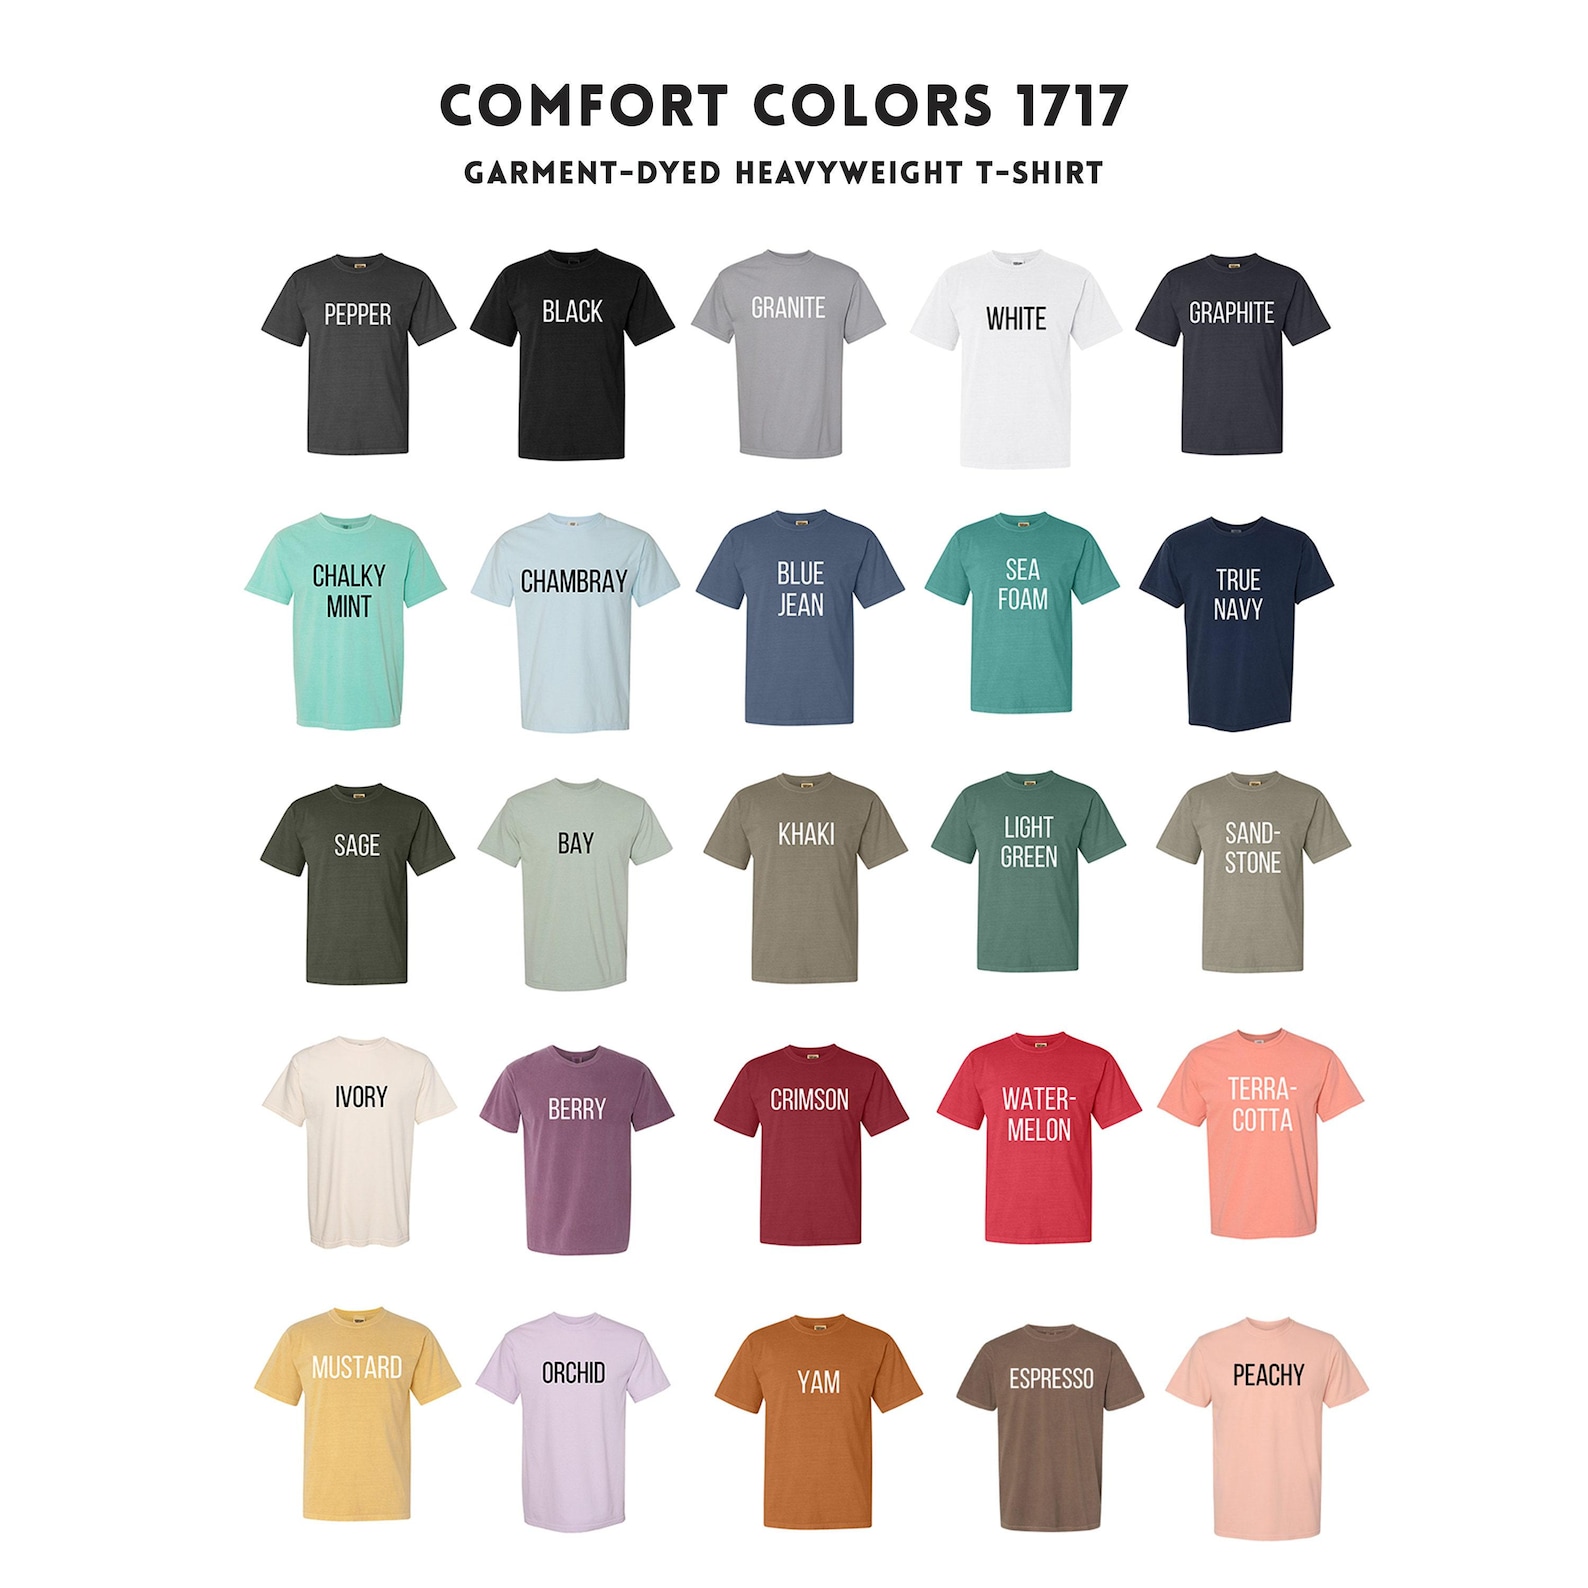 COMFORT COLORS 1717
GARMENT-DYED HEAVYWEIGHT T-SHIRT
PEPPER
BLACK
GRANITE
WHITE
GRAPHITE
CHALKY
MINT
CHAMBRAY
BLUE
JEAN
SEA
FOAM
TRUE
NAVY
SAGE
BAY
KHAKI
LIGHT
GREEN
SAND-
STONE
IVORY
BERRY
CRIMSON
WATER-
MELON
TERRA-
COTTA
MUSTARD
ORCHID
YAM
ESPRESSO
PEACHY